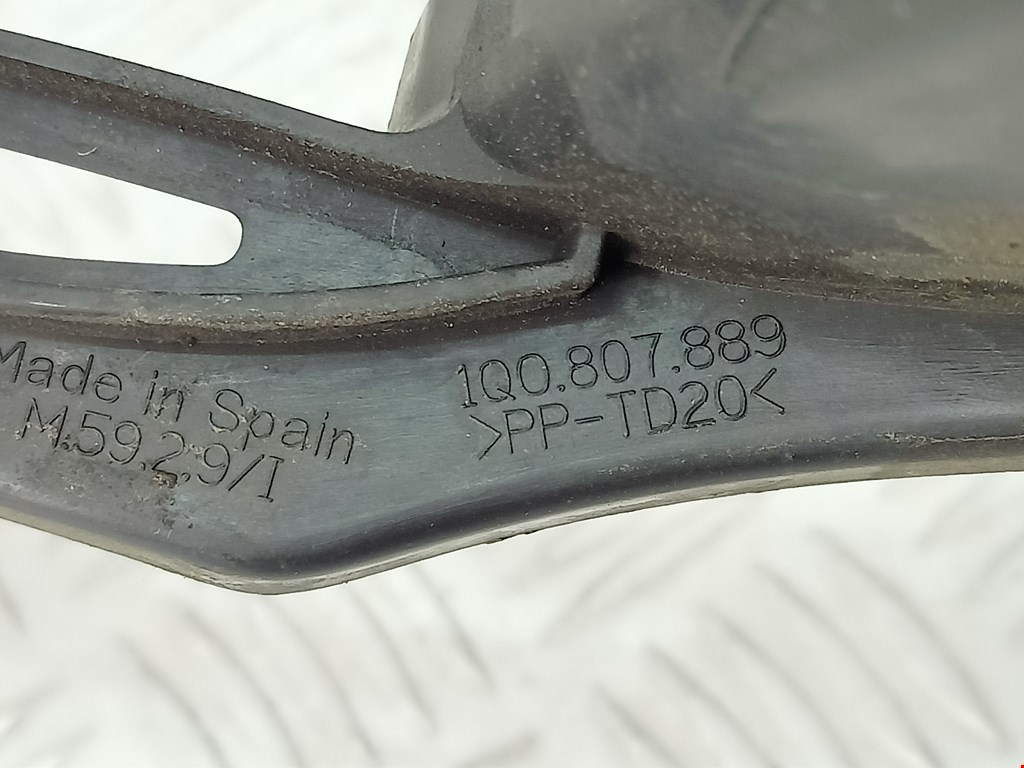 Made in Spain
M.59.2.9/I
1Q0.807.889
>PP-TD20<